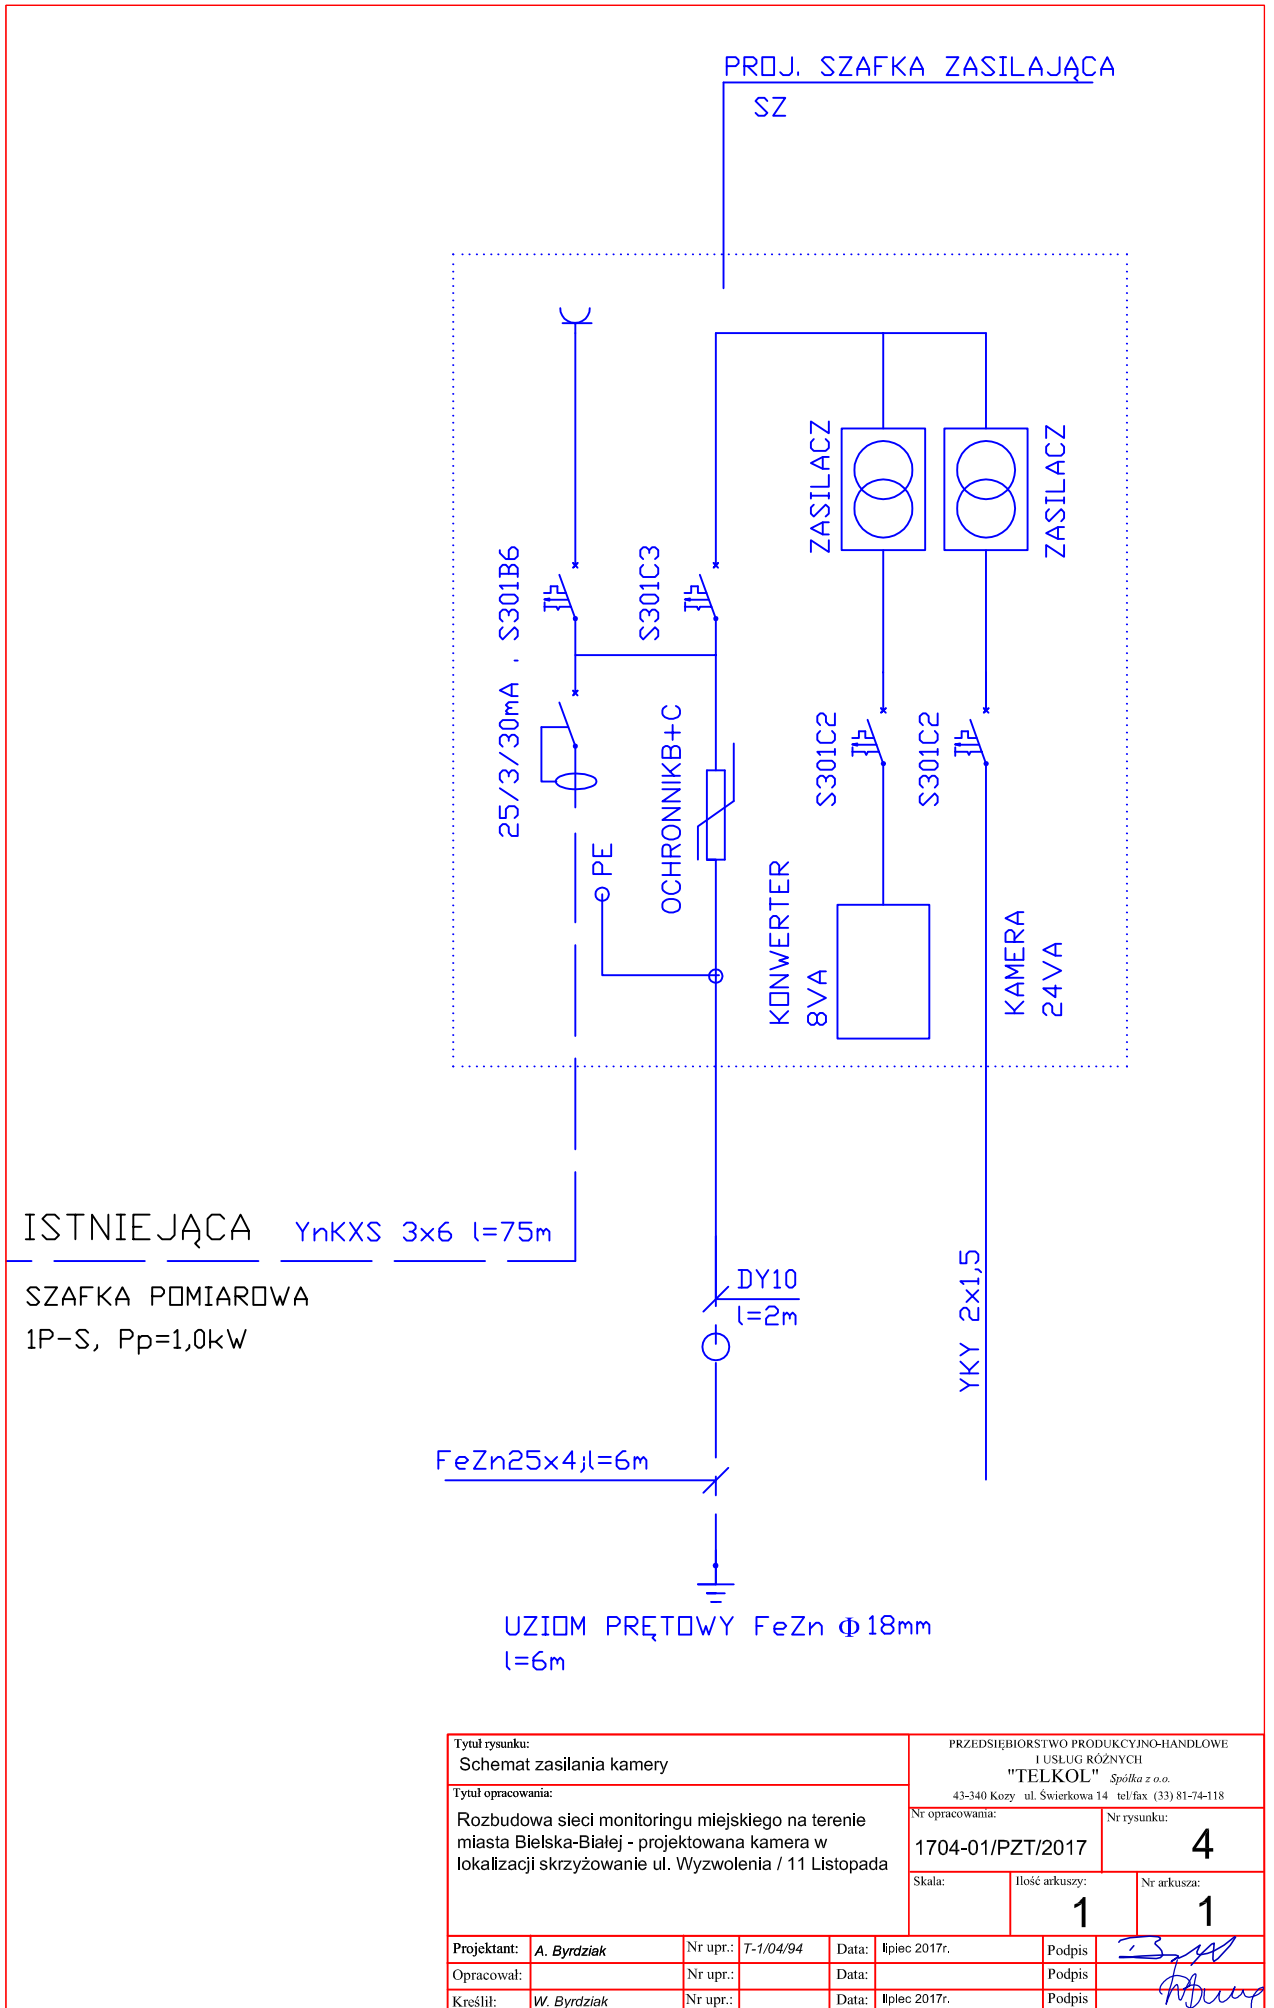 PROJ. SZAFKA ZASILAJĄCA
SZ
25/3/30mA , S301B6
S301C3
ZASILACZ
ZASILACZ
OCHRONNIKB+C
S301C2
S301C2
PE
KONWERTER
8VA
KAMERA
24VA
ISTNIEJĄCA
YnKXS 3x6 l=75m
SZAFKA POMIAROWA
1P-S, Pp=1,0kW
DY10
l=2m
YKY 2x1,5
FeZn25x4;l=6m
UZIOM PRĘTOWY FeZn Φ18mm
l=6m
Tytuł rysunku:
Schemat zasilania kamery
PRZEDSIĘBIORSTWO PRODUKCYJNO-HANDLOWE
I USŁUG RÓŻNYCH
"TELKOL" Spółka z o.o.
43-340 Kozy ul. Świerkowa 14 tel/fax (33) 81-74-118
Tytuł opracowania:
Rozbudowa sieci monitoringu miejskiego na terenie
miasta Bielska-Białej - projektowana kamera w
lokalizacji skrzyżowanie ul. Wyzwolenia / 11 Listopada
Nr opracowania:
1704-01/PZT/2017
Nr rysunku:
4
Skala:
Ilość arkuszy:
1
Nr arkusza:
1
Projektant: A. Byrdziak Nr upr.: T-1/04/94 Data: lipiec 2017r. Podpis
Opracował: Nr upr.: Data: Podpis
Kreślił: W. Byrdziak Nr upr.: Data: lipiec 2017r. Podpis